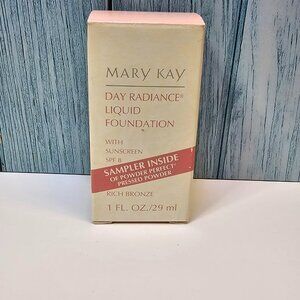 MARY KAY
DAY RADIANCE®
LIQUID
FOUNDATION
WITH
SUNSCREEN
SPF 8
SAMPLER INSIDE
OF POWDER PERFECT®
PRESSED POWDER
RICH BRONZE
1 FL. OZ./29 ml